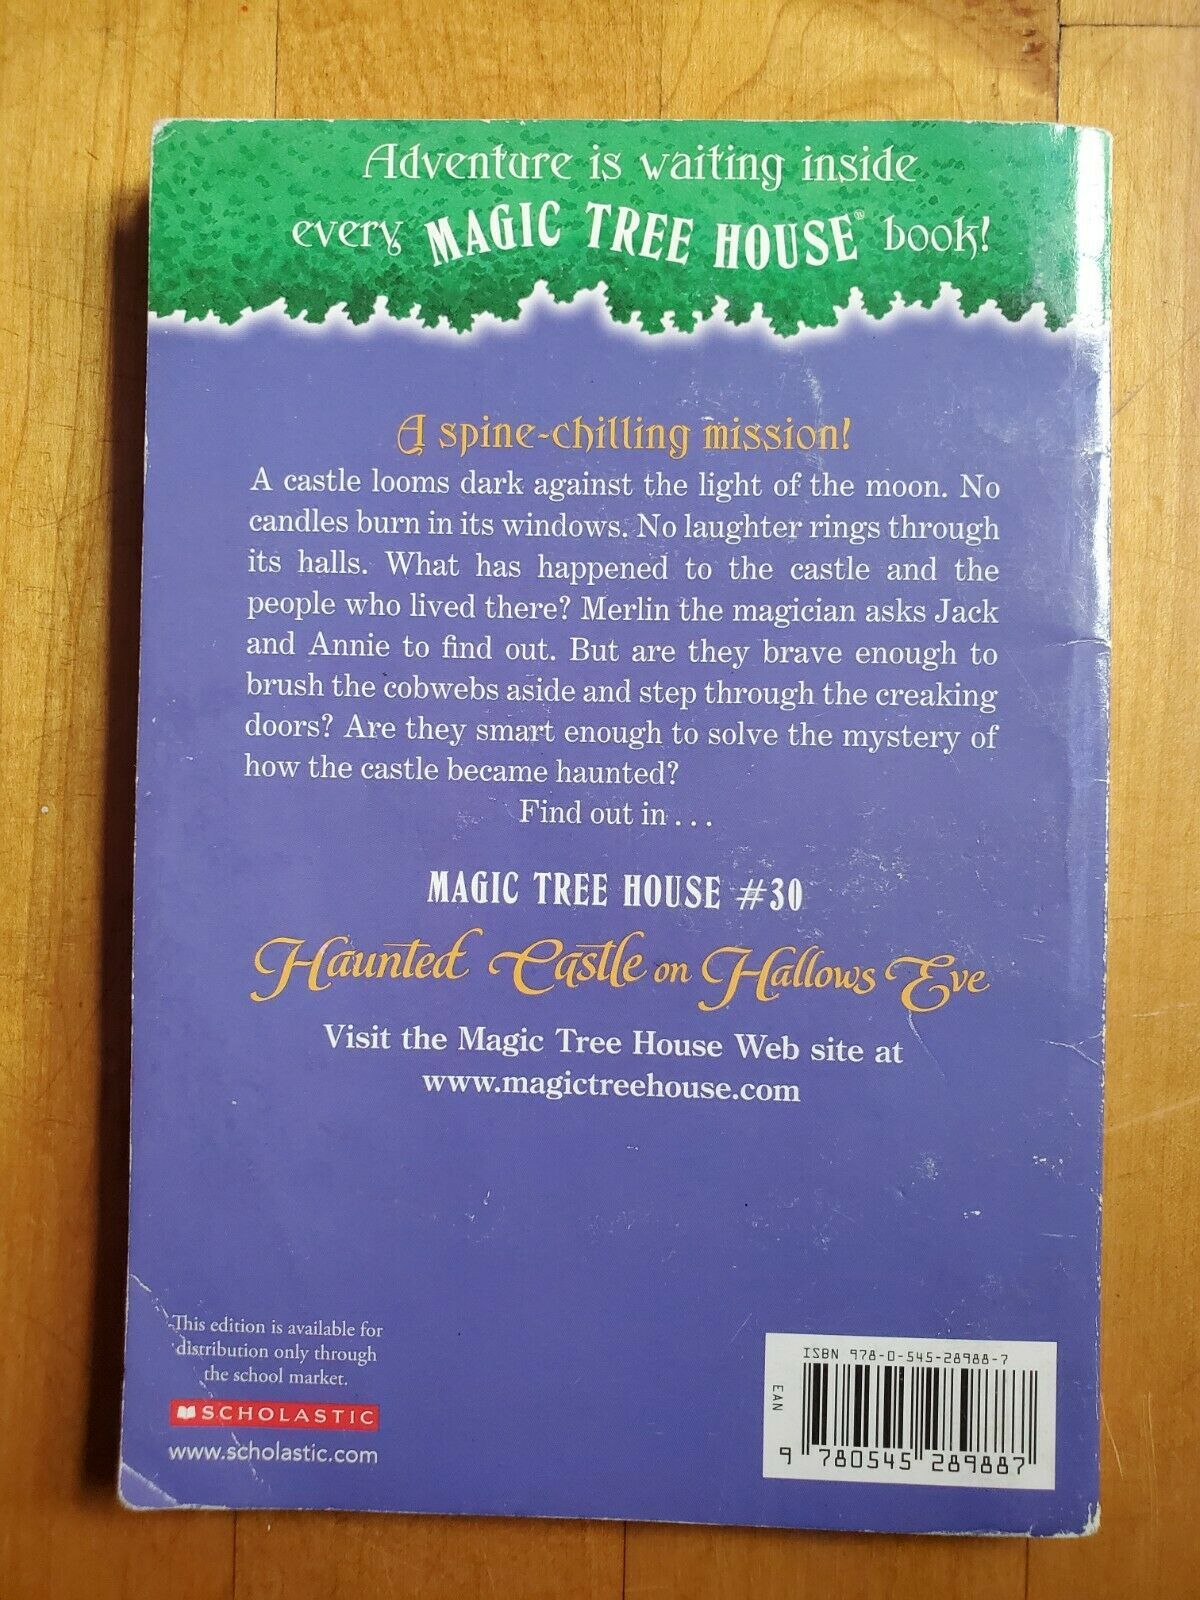 Adventure is waiting inside
every MAGIC TREE HOUSE® book!
A spine-chilling mission!
A castle looms dark against the light of the moon. No
candles burn in its windows. No laughter rings through
its halls. What has happened to the castle and the
people who lived there? Merlin the magician asks Jack
and Annie to find out. But are they brave enough to
brush the cobwebs aside and step through the creaking
doors? Are they smart enough to solve the mystery of
how the castle became haunted?
Find out in . . .
MAGIC TREE HOUSE #30
Haunted Castle on Hallows Eve
Visit the Magic Tree House Web site at
www.magictreehouse.com
This edition is available for
distribution only through
the school market.
SCHOLASTIC
www.scholastic.com
ISBN 978-0-545-28988-7
EAN
9 780545 289887